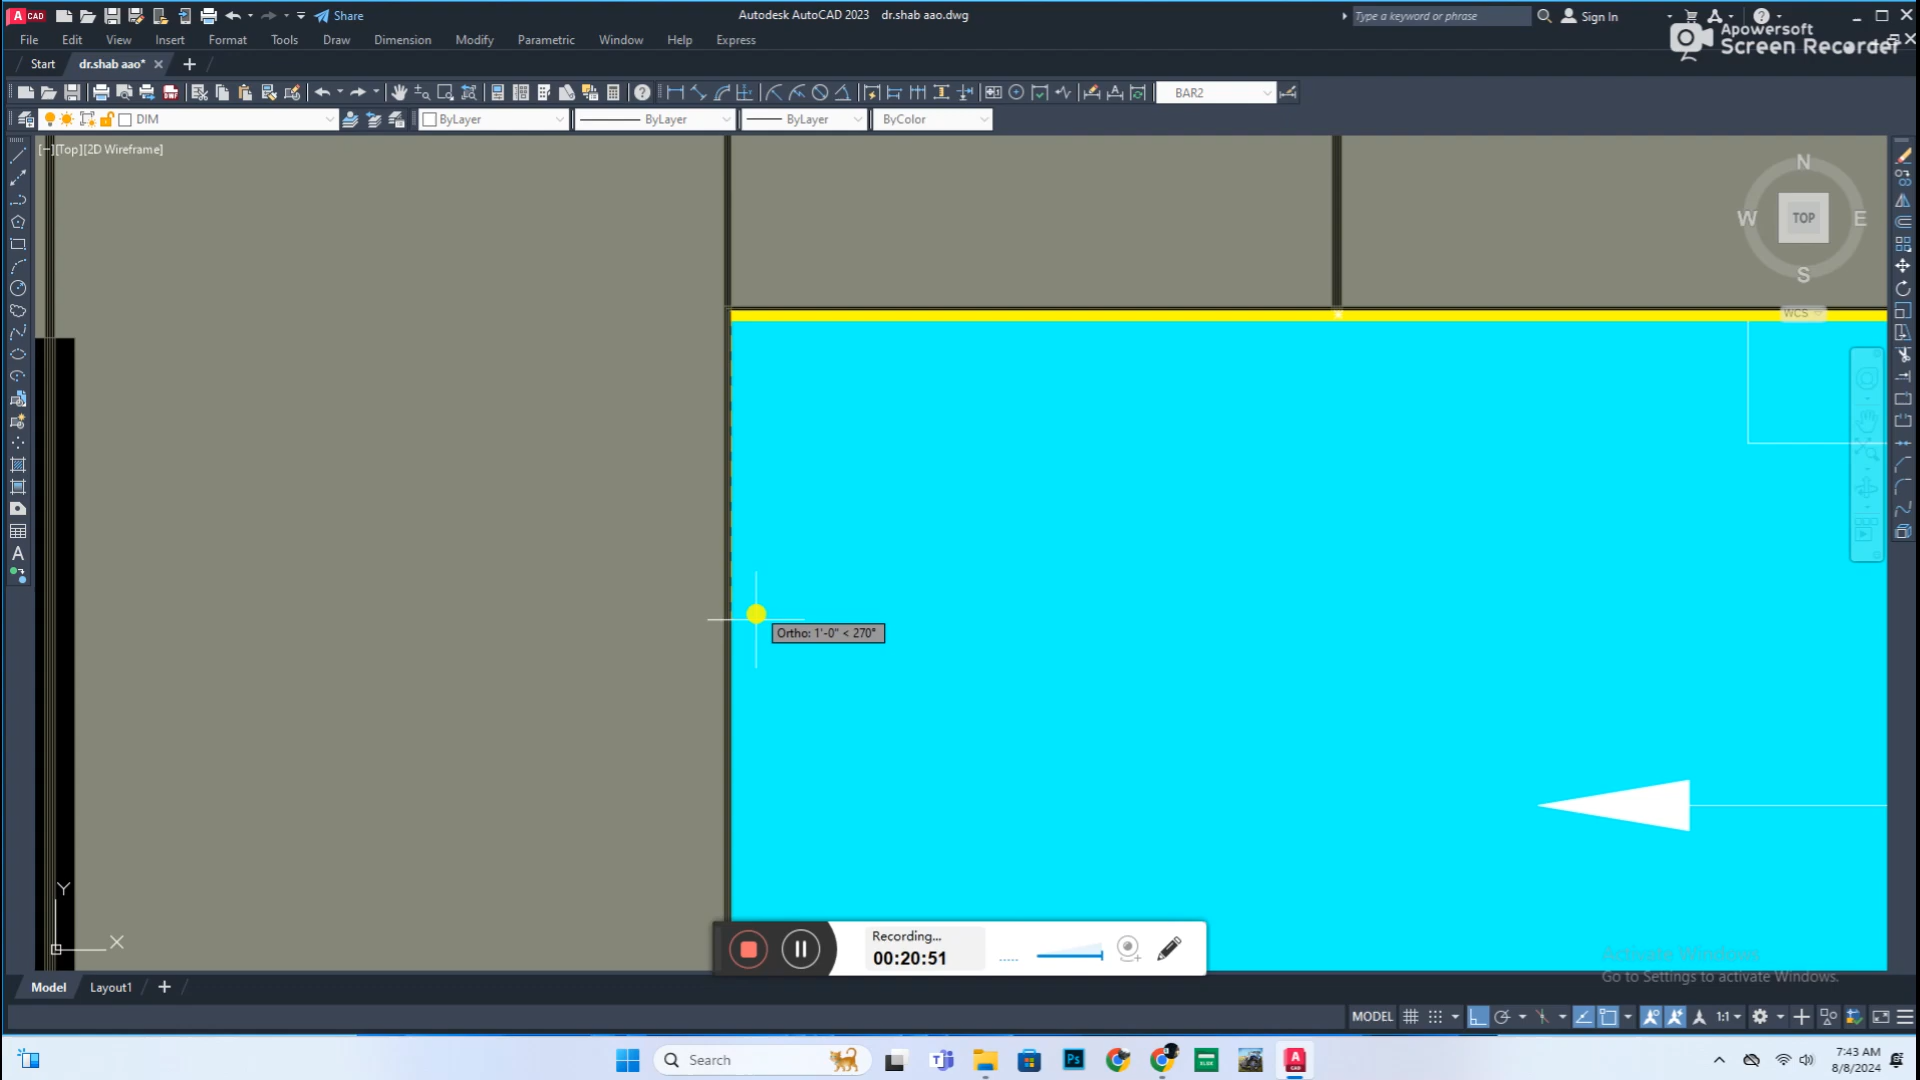 A CAD Share Autodesk AutoCAD 2023 dr.shab aao.dwg Type a keyword or phrase Sign In
File Edit View Insert Format Tools Draw Dimension Modify Parametric Window Help Express
Apowersoft
Screen Recorder
Start dr.shab aao*
BAR2
DIM ByLayer ByLayer ByLayer ByColor
[−][Top][2D Wireframe]
N
W TOP E
S
WCS
Ortho: 1'-0" < 270°
Y
X
Recording...
00:20:51
Activate Windows
Go to Settings to activate Windows.
Model Layout1
MODEL 1:1
Search
7:43 AM
8/8/2024